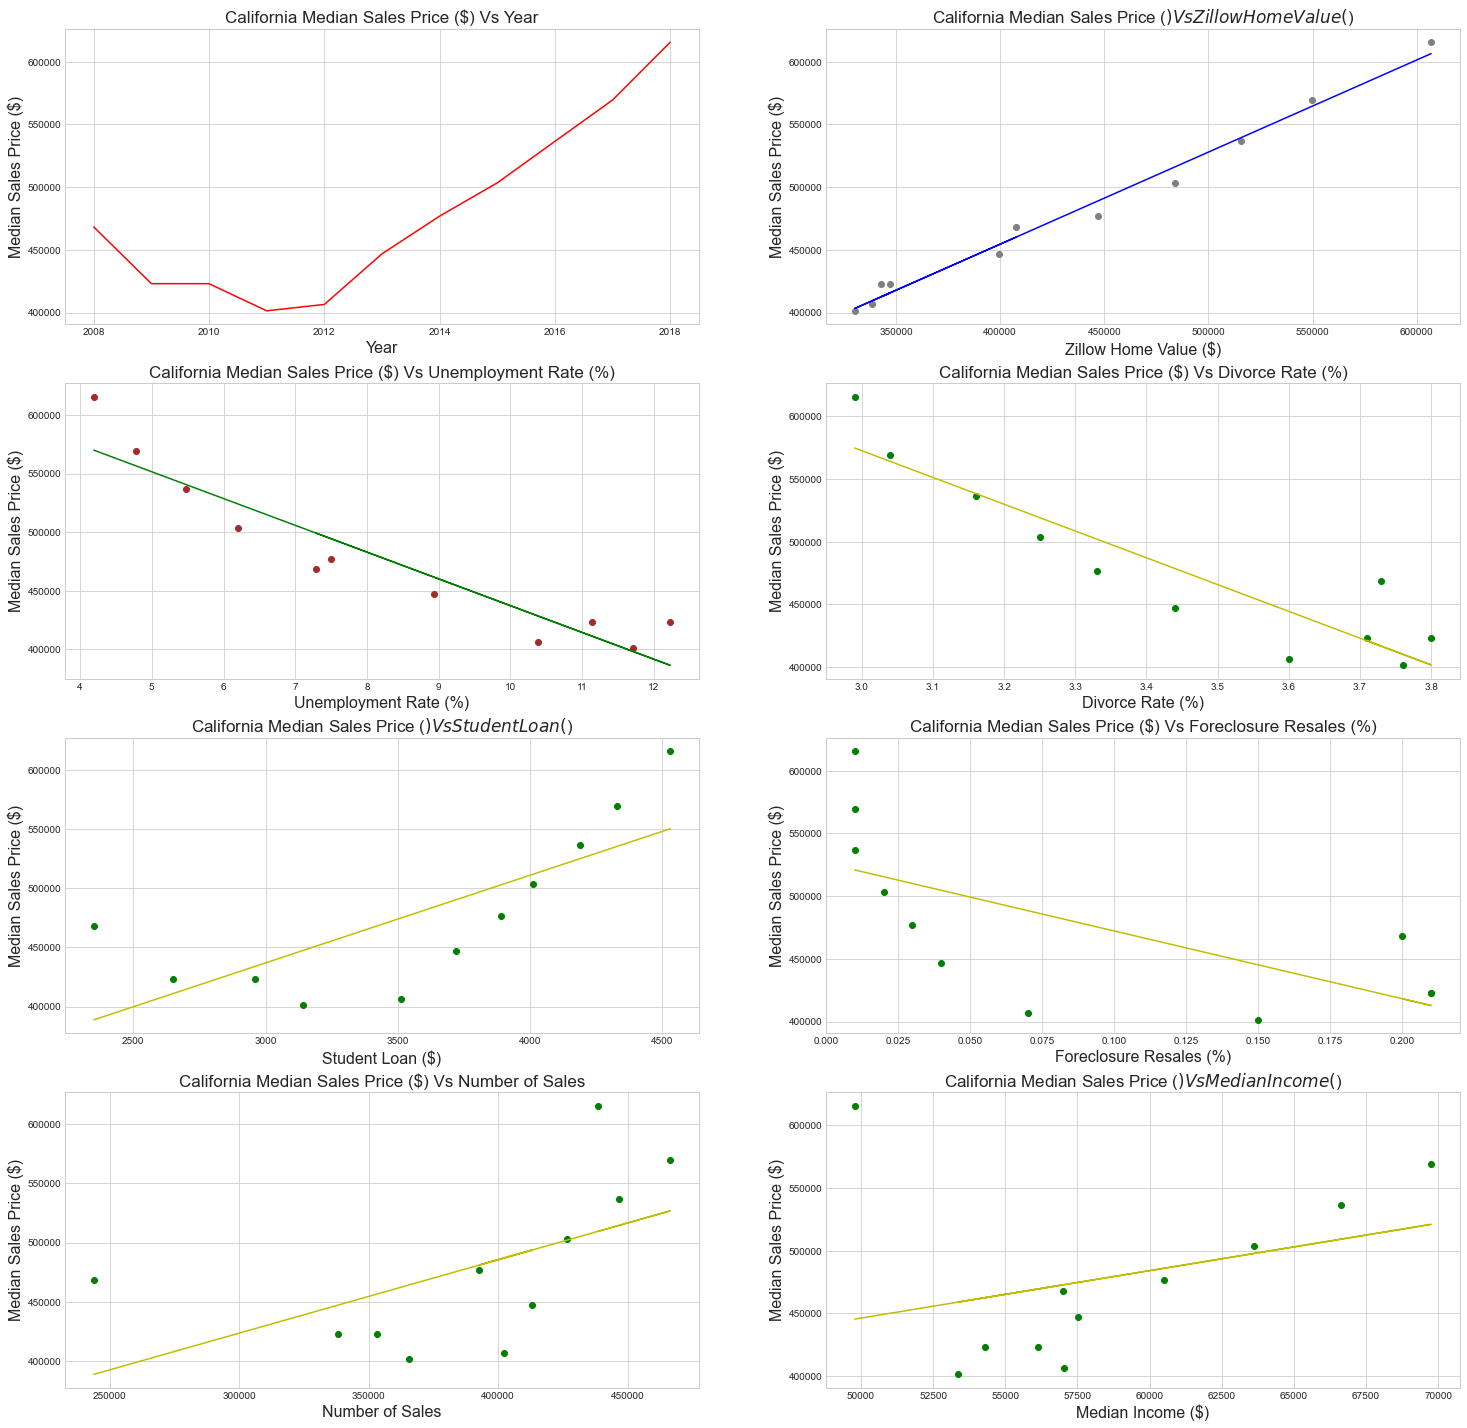 California Median Sales Price ($) Vs Year
600000
550000
500000
450000
400000
Median Sales Price ($)
2008 2010 2012 2014 2016 2018
Year
California Median Sales Price ()VsZillowHomeValue()
600000
550000
500000
450000
400000
Median Sales Price ($)
350000 400000 450000 500000 550000 600000
Zillow Home Value ($)
California Median Sales Price ($) Vs Unemployment Rate (%)
600000
550000
500000
450000
400000
Median Sales Price ($)
4 5 6 7 8 9 10 11 12
Unemployment Rate (%)
California Median Sales Price ($) Vs Divorce Rate (%)
600000
550000
500000
450000
400000
Median Sales Price ($)
3.0 3.1 3.2 3.3 3.4 3.5 3.6 3.7 3.8
Divorce Rate (%)
California Median Sales Price ()VsStudentLoan()
600000
550000
500000
450000
400000
Median Sales Price ($)
2500 3000 3500 4000 4500
Student Loan ($)
California Median Sales Price ($) Vs Foreclosure Resales (%)
600000
550000
500000
450000
400000
Median Sales Price ($)
0.000 0.025 0.050 0.075 0.100 0.125 0.150 0.175 0.200
Foreclosure Resales (%)
California Median Sales Price ($) Vs Number of Sales
600000
550000
500000
450000
400000
Median Sales Price ($)
250000 300000 350000 400000 450000
Number of Sales
California Median Sales Price ()VsMedianIncome()
600000
550000
500000
450000
400000
Median Sales Price ($)
50000 52500 55000 57500 60000 62500 65000 67500 70000
Median Income ($)